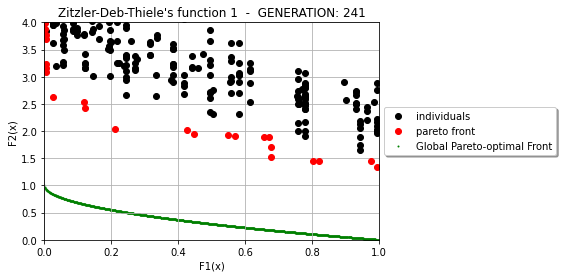 Zitzler-Deb-Thiele's function 1 - GENERATION: 241
4.0
3.5
3.0
2.5
2.0
1.5
1.0
0.5
0.0
F2(x)
0.0 0.2 0.4 0.6 0.8 1.0
F1(x)
individuals
pareto front
Global Pareto-optimal Front